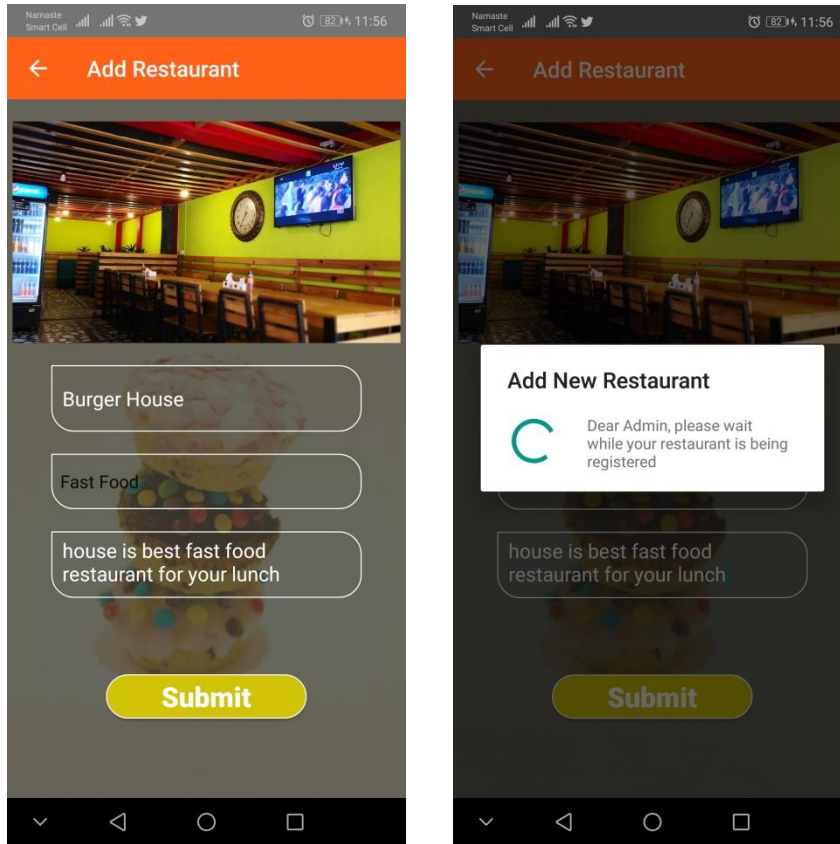 Namaste
Smart Cell
82
11:56
Add Restaurant
Burger House
Fast Food
house is best fast food
restaurant for your lunch
Submit
Namaste
Smart Cell
82
11:56
Add Restaurant
Add New Restaurant
Dear Admin, please wait
while your restaurant is being
registered
house is best fast food
restaurant for your lunch
Submit